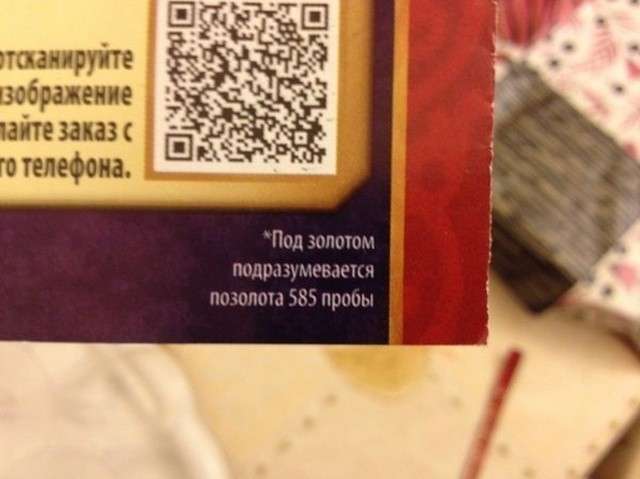 отсканируйте
изображение
лайте заказ с
го телефона.
*Под золотом
подразумевается
позолота 585 пробы